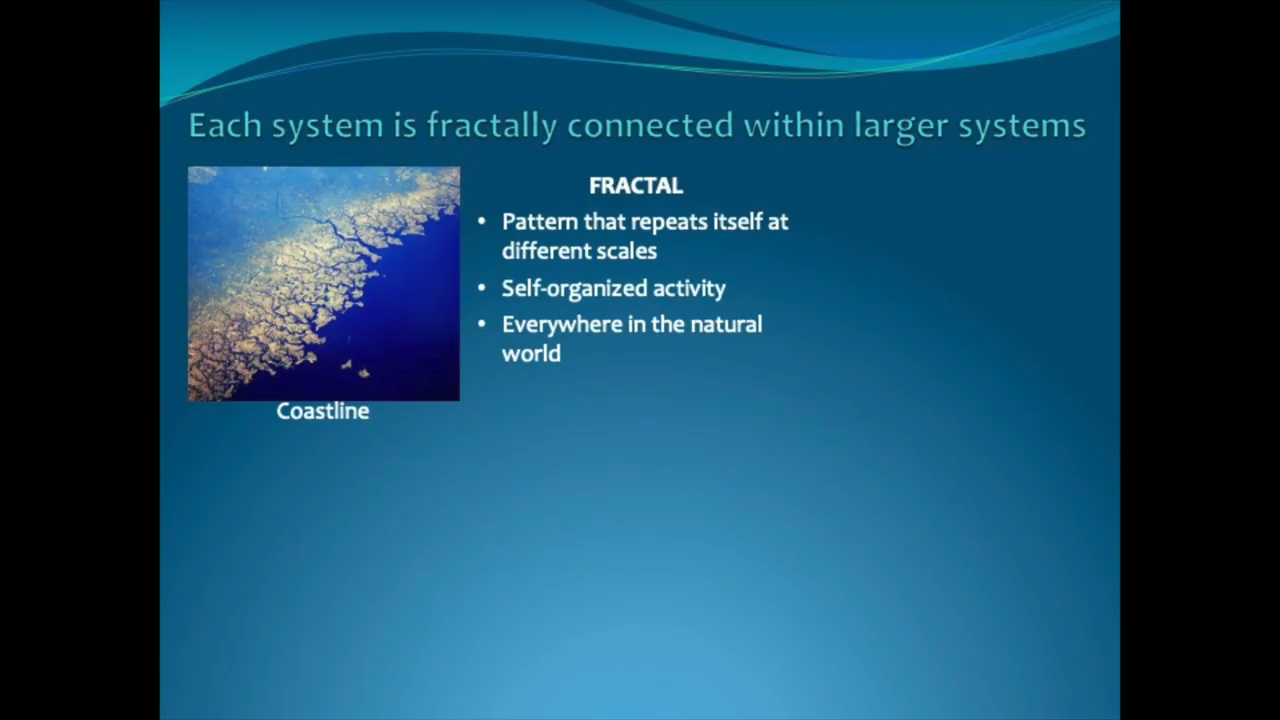 Each system is fractally connected within larger systems
FRACTAL
• Pattern that repeats itself at
different scales
• Self-organized activity
• Everywhere in the natural
world
Coastline